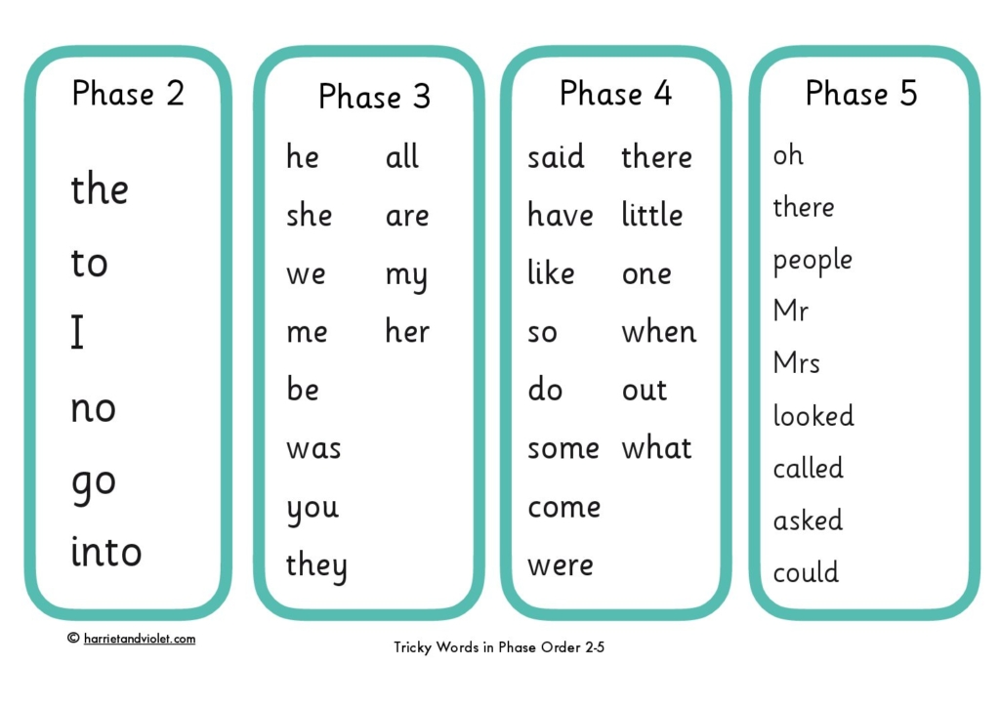 Phase 2
the
to
I
no
go
into
Phase 3
he all
she are
we my
me her
be
was
you
they
Phase 4
said there
have little
like one
so when
do out
some what
come
were
Phase 5
oh
there
people
Mr
Mrs
looked
called
asked
could
© harrietandviolet.com
Tricky Words in Phase Order 2-5